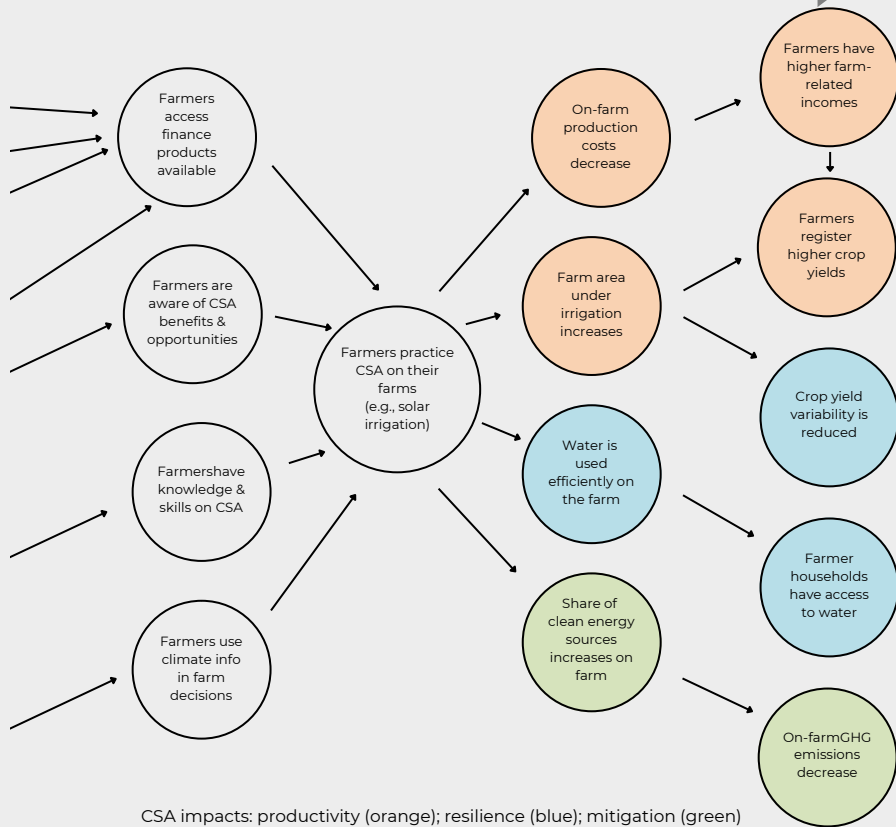 Farmers
access
finance
products
available
Farmers are
aware of CSA
benefits &
opportunities
Farmershave
knowledge &
skills on CSA
Farmers use
climate info
in farm
decisions
Farmers practice
CSA on their
farms
(e.g., solar
irrigation)
On-farm
production
costs
decrease
Farm area
under
irrigation
increases
Water is
used
efficiently on
the farm
Share of
clean energy
sources
increases on
farm
Farmers have
higher farm-
related
incomes
Farmers
register
higher crop
yields
Crop yield
variability is
reduced
Farmer
households
have access
to water
On-farmGHG
emissions
decrease
CSA impacts: productivity (orange); resilience (blue); mitigation (green)